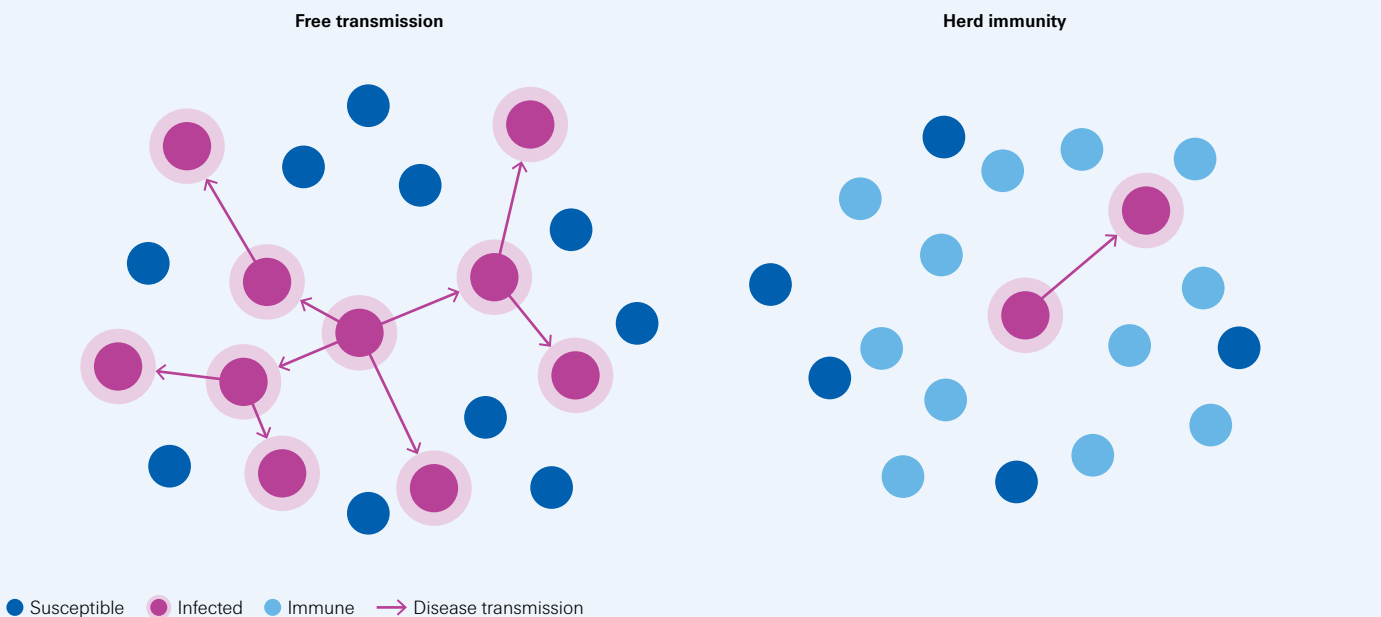 Free transmission
Herd immunity
Susceptible
Infected
Immune
Disease transmission